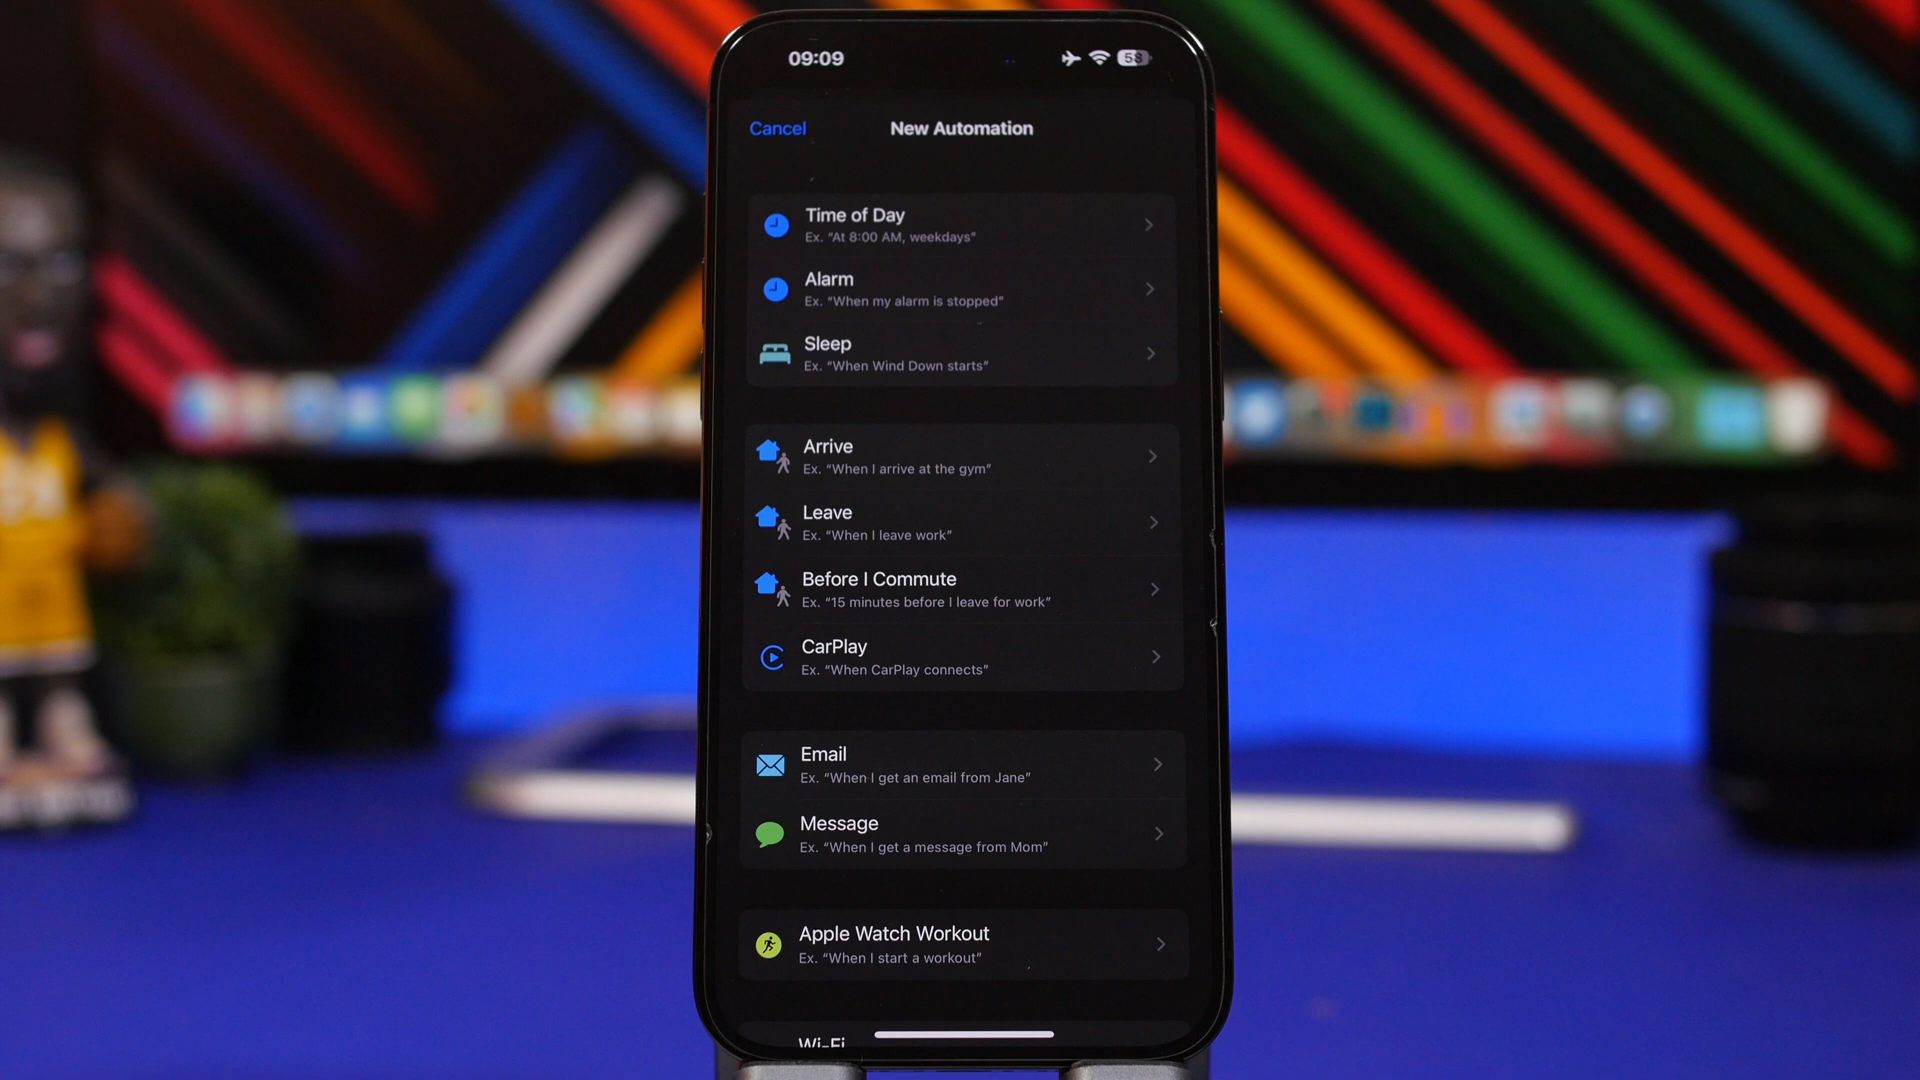 09:09
58
Cancel
New Automation
Time of Day
Ex. “At 8:00 AM, weekdays”
Alarm
Ex. “When my alarm is stopped”
Sleep
Ex. “When Wind Down starts”
Arrive
Ex. “When I arrive at the gym”
Leave
Ex. “When I leave work”
Before I Commute
Ex. “15 minutes before I leave for work”
CarPlay
Ex. “When CarPlay connects”
Email
Ex. “When I get an email from Jane”
Message
Ex. “When I get a message from Mom”
Apple Watch Workout
Ex. “When I start a workout”
Wi-Fi